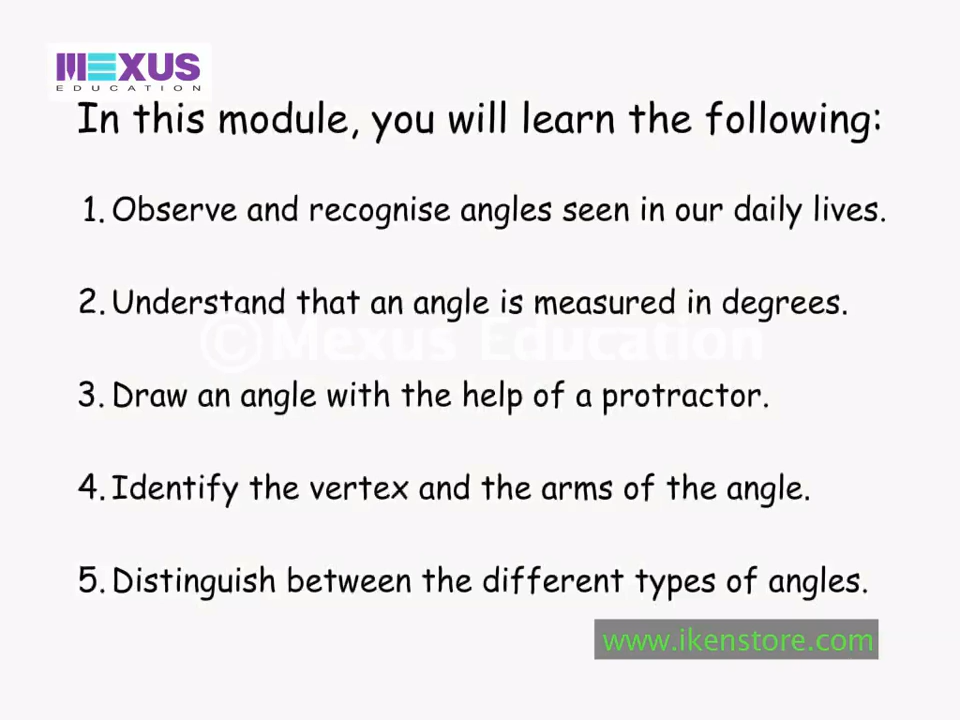 MEXUS
EDUCATION
In this module, you will learn the following:
1. Observe and recognise angles seen in our daily lives.
2. Understand that an angle is measured in degrees.
©Mexus Education
3. Draw an angle with the help of a protractor.
4. Identify the vertex and the arms of the angle.
5. Distinguish between the different types of angles.
www.ikenstore.com